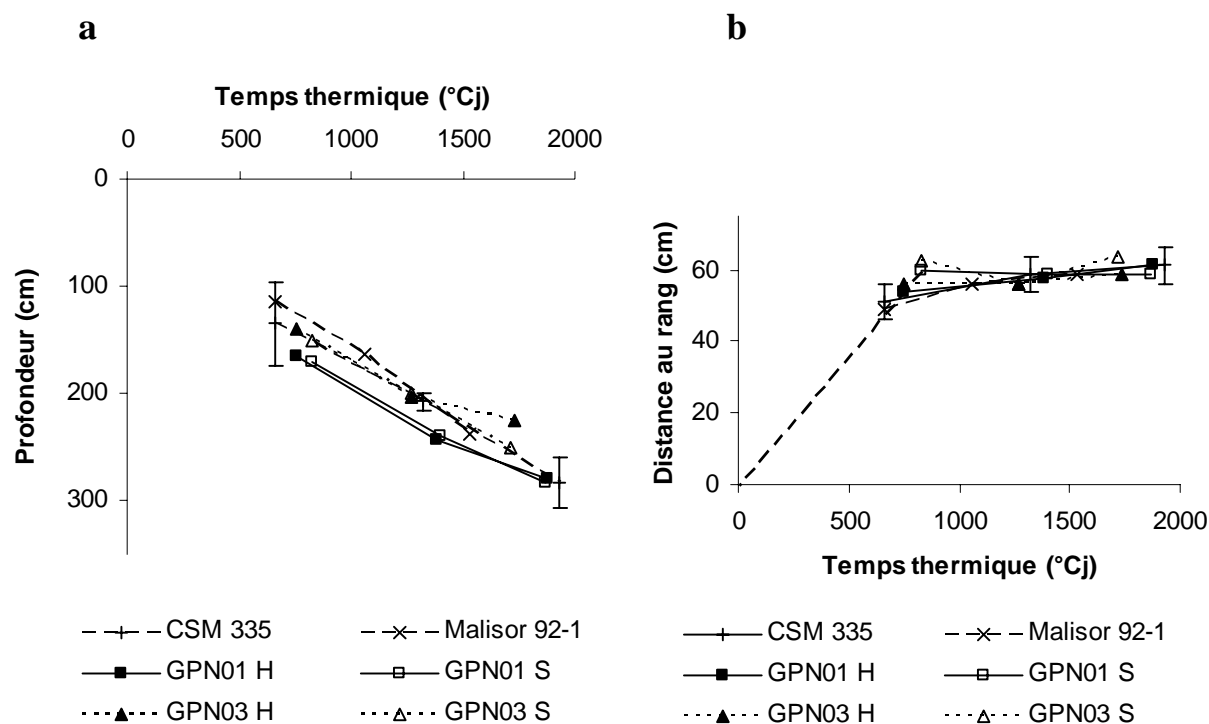 a
Temps thermique (°Cj)
0 500 1000 1500 2000
0
100
200
300
Profondeur (cm)
CSM 335 Malisor 92-1
GPN01 H GPN01 S
GPN03 H GPN03 S
b
80
60
40
20
0
Distance au rang (cm)
0 500 1000 1500 2000
Temps thermique (°Cj)
CSM 335 Malisor 92-1
GPN01 H GPN01 S
GPN03 H GPN03 S